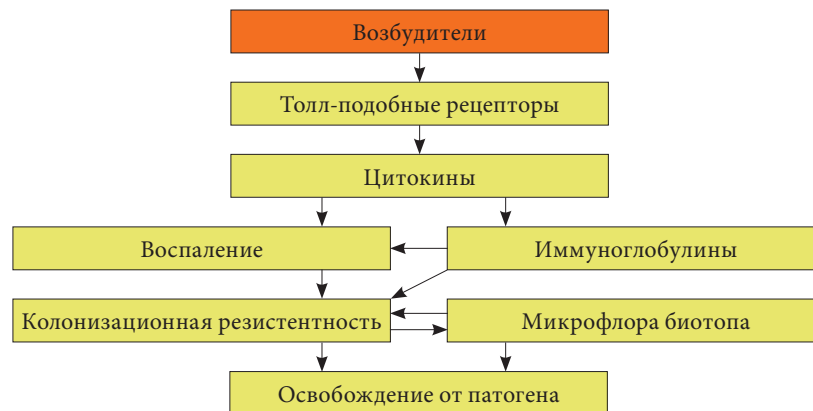 Возбудители
Толл-подобные рецепторы
Цитокины
Воспаление
Иммуноглобулины
Колонизационная резистентность
Микрофлора биотопа
Освобождение от патогена